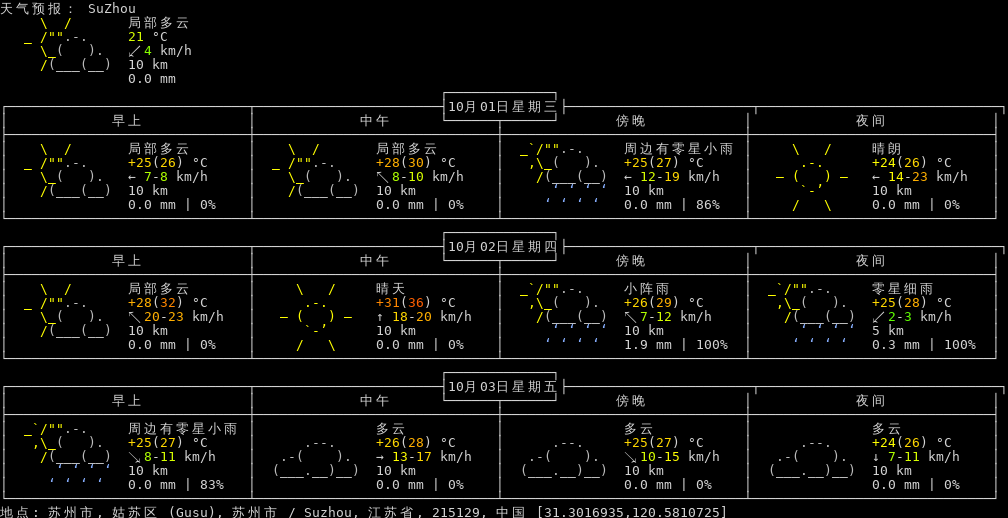 天气预报： SuZhou
局部多云
21 °C
↙4 km/h
10 km
0.0 mm
10月01日星期三
早上 中午 傍晚 夜间
局部多云 局部多云 周边有零星小雨 晴朗
+25(26) °C +28(30) °C +25(27) °C +24(26) °C
← 7-8 km/h ↖ 8-10 km/h ← 12-19 km/h ← 14-23 km/h
10 km 10 km 10 km 10 km
0.0 mm | 0% 0.0 mm | 0% 0.0 mm | 86% 0.0 mm | 0%
10月02日星期四
早上 中午 傍晚 夜间
局部多云 晴天 小阵雨 零星细雨
+28(32) °C +31(36) °C +26(29) °C +25(28) °C
↖ 20-23 km/h ↑ 18-20 km/h ↖ 7-12 km/h ↙ 2-3 km/h
10 km 10 km 10 km 5 km
0.0 mm | 0% 0.0 mm | 0% 1.9 mm | 100% 0.3 mm | 100%
10月03日星期五
早上 中午 傍晚 夜间
周边有零星小雨 多云 多云 多云
+25(27) °C +26(28) °C +25(27) °C +24(26) °C
↘ 8-11 km/h → 13-17 km/h ↘ 10-15 km/h ↓ 7-11 km/h
10 km 10 km 10 km 10 km
0.0 mm | 83% 0.0 mm | 0% 0.0 mm | 0% 0.0 mm | 0%
地点: 苏州市, 姑苏区 (Gusu), 苏州市 / Suzhou, 江苏省, 215129, 中国 [31.3016935,120.5810725]